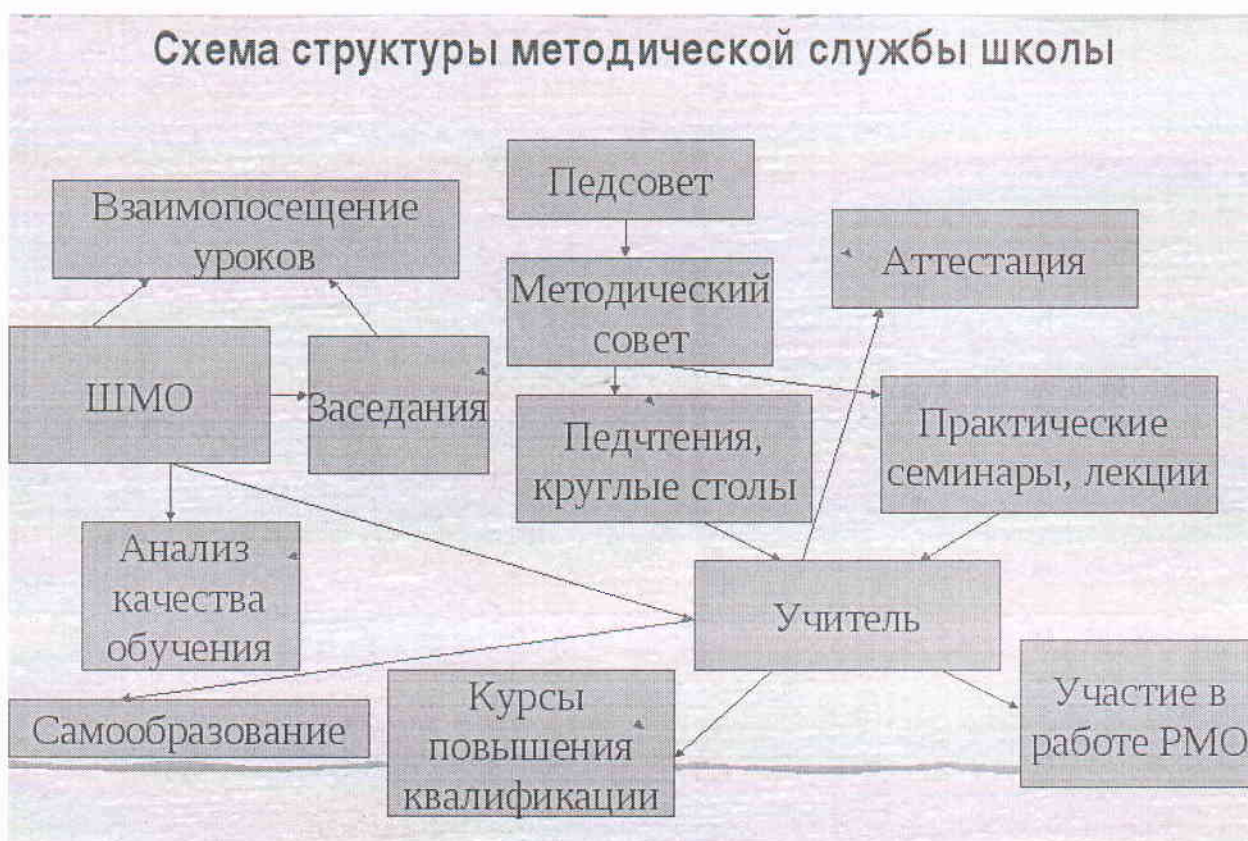 Схема структуры методической службы школы
Педсовет
Взаимопосещение
уроков
Аттестация
Методический
совет
ШМО
Заседания
Педчтения,
круглые столы
Практические
семинары, лекции
Анализ
качества
обучения
Учитель
Самообразование
Курсы
повышения
квалификации
Участие в
работе РМО